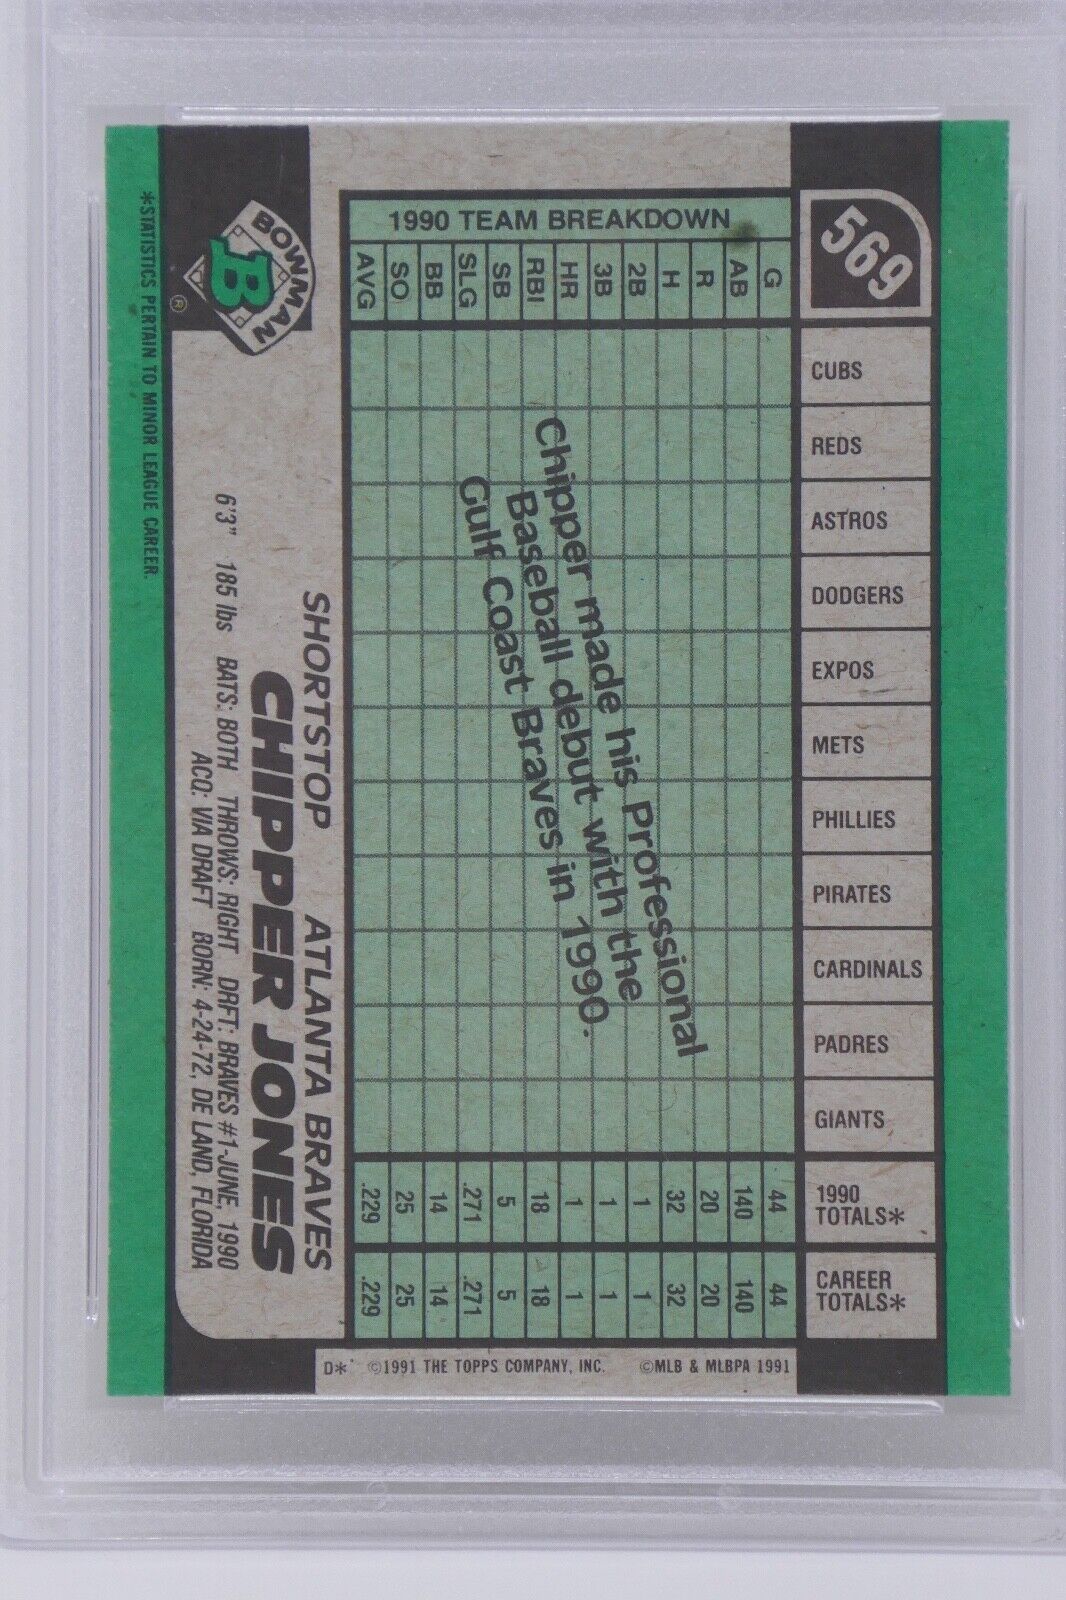 569
BOWMAN
B
®
SHORTSTOP ATLANTA BRAVES
CHIPPER JONES
6'3" 185 lbs BATS: BOTH THROWS: RIGHT DRFT: BRAVES #1-JUNE, 1990
ACQ: VIA DRAFT BORN: 4-24-72, DE LAND, FLORIDA
*STATISTICS PERTAIN TO MINOR LEAGUE CAREER.
1990 TEAM BREAKDOWN
G AB R H 2B 3B HR RBI SB SLG BB SO AVG
CUBS
REDS
ASTROS
DODGERS
EXPOS
METS
PHILLIES
PIRATES
CARDINALS
PADRES
GIANTS
1990
TOTALS* 44 140 20 32 1 1 1 18 5 .271 14 25 .229
CAREER
TOTALS* 44 140 20 32 1 1 1 18 5 .271 14 25 .229
Chipper made his Professional
Baseball debut with the
Gulf Coast Braves in 1990.
D* ©1991 THE TOPPS COMPANY, INC. ©MLB & MLBPA 1991